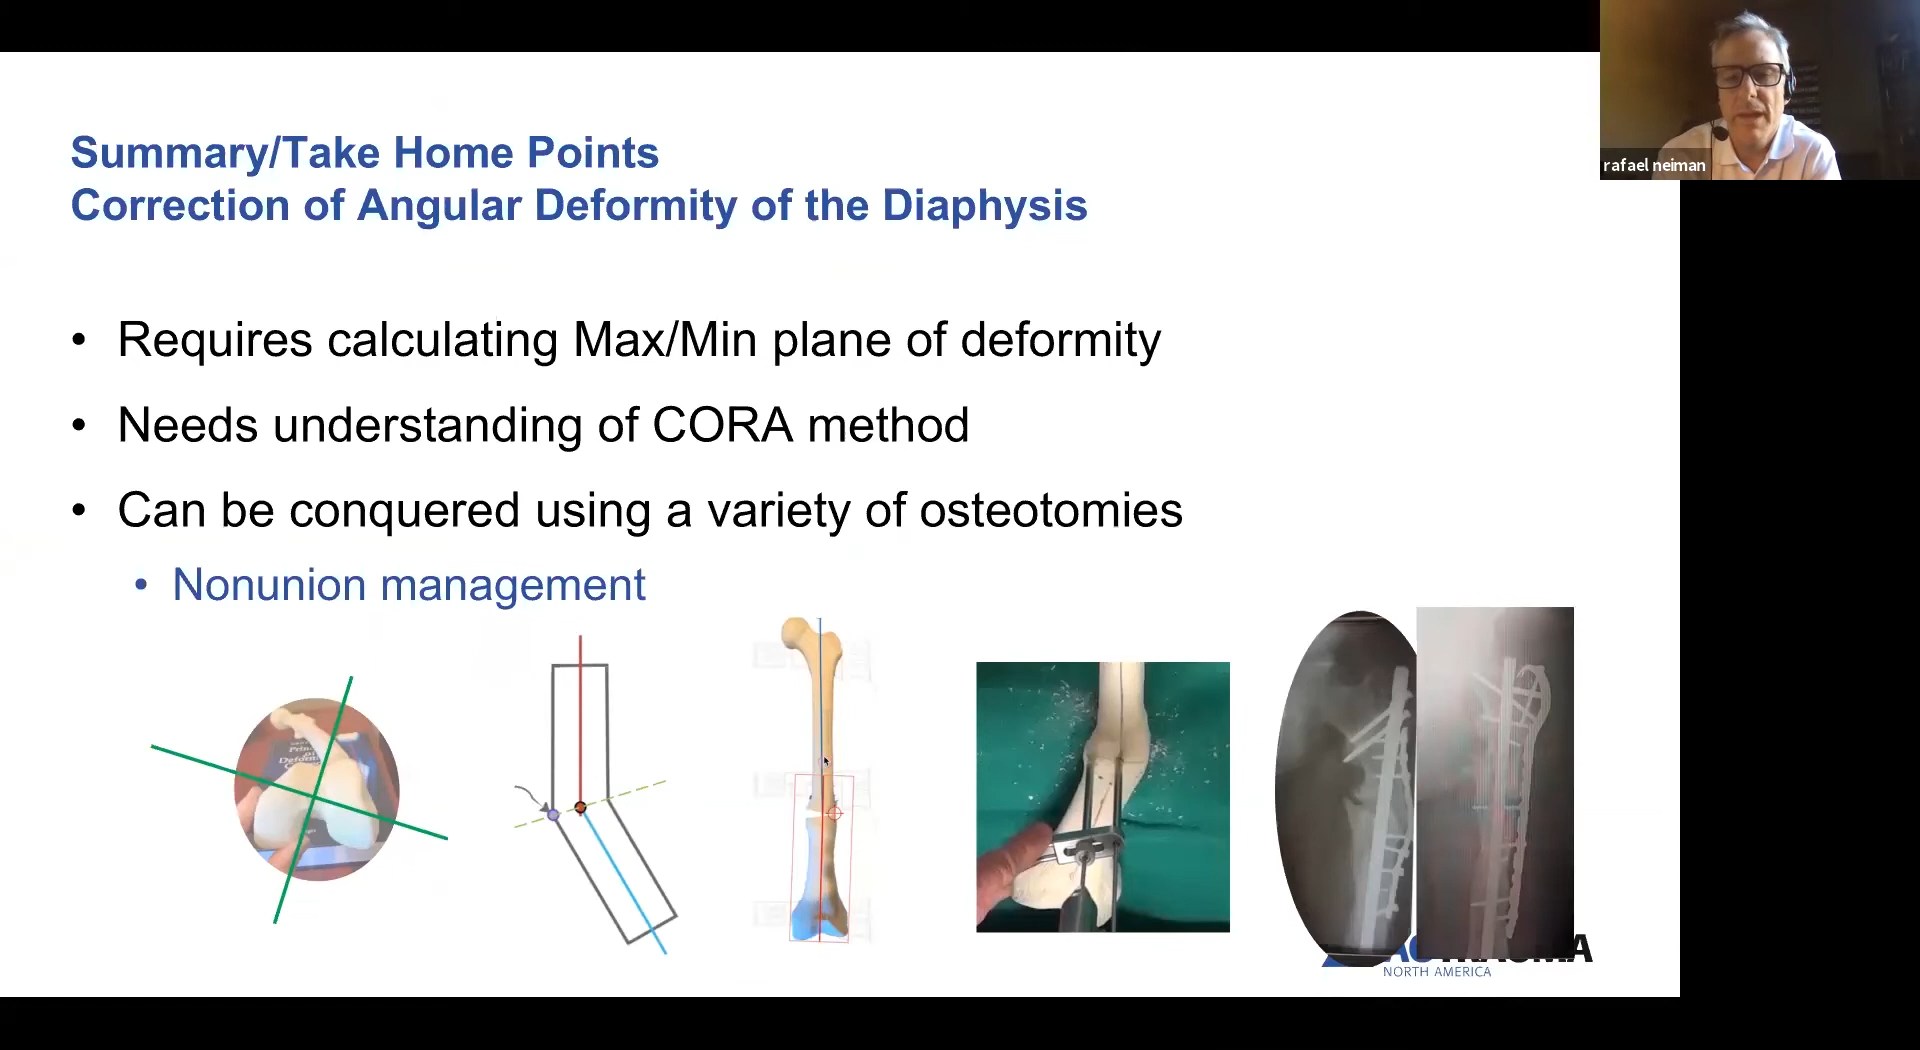 Summary/Take Home Points
Correction of Angular Deformity of the Diaphysis
• Requires calculating Max/Min plane of deformity
• Needs understanding of CORA method
• Can be conquered using a variety of osteotomies
• Nonunion management
rafael neiman
NORTH AMERICA